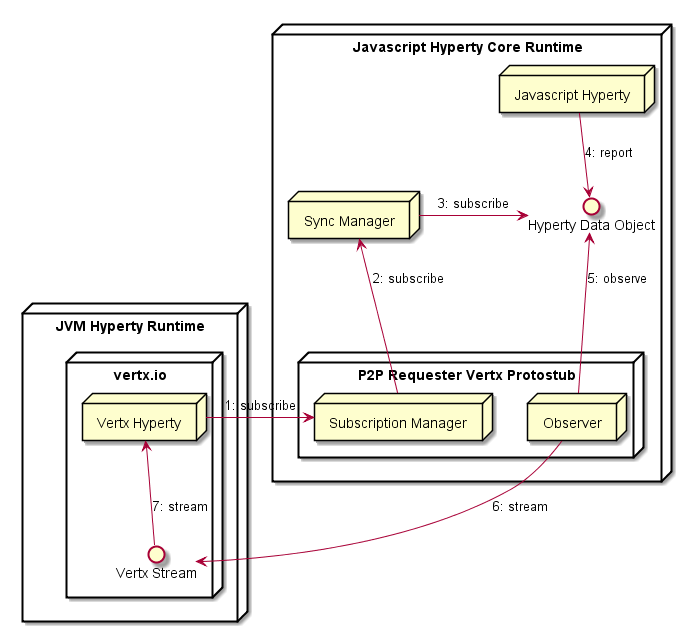 Javascript Hyperty Core Runtime
Javascript Hyperty
4: report
Sync Manager
3: subscribe
Hyperty Data Object
2: subscribe
5: observe
JVM Hyperty Runtime
vertx.io
P2P Requester Vertx Protostub
Vertx Hyperty
1: subscribe
Subscription Manager
Observer
7: stream
6: stream
Vertx Stream